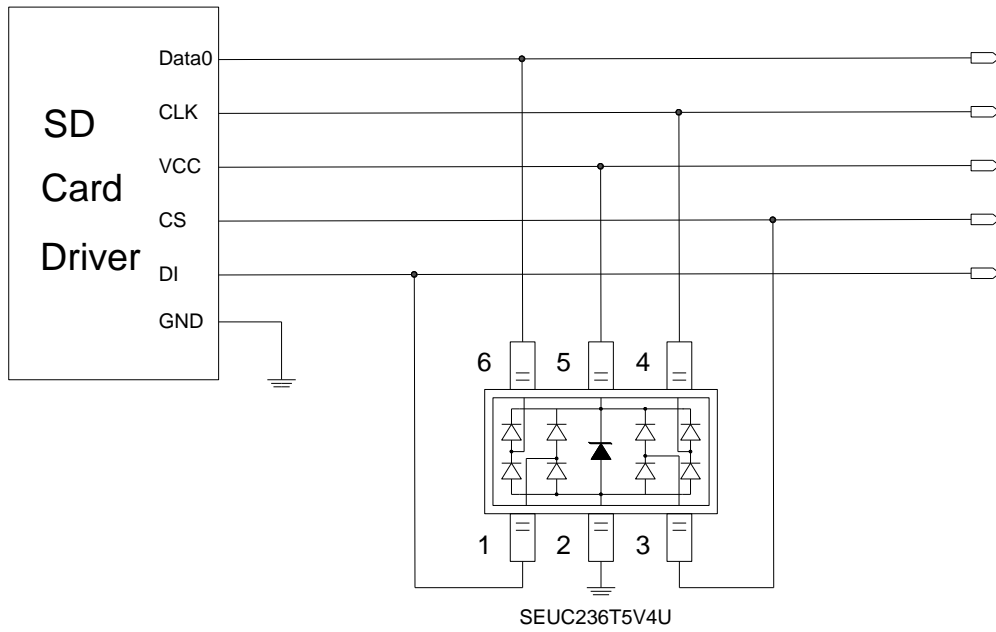 Data0
CLK
VCC
CS
DI
GND
SD
Card
Driver
6 5 4
1 2 3
SEUC236T5V4U